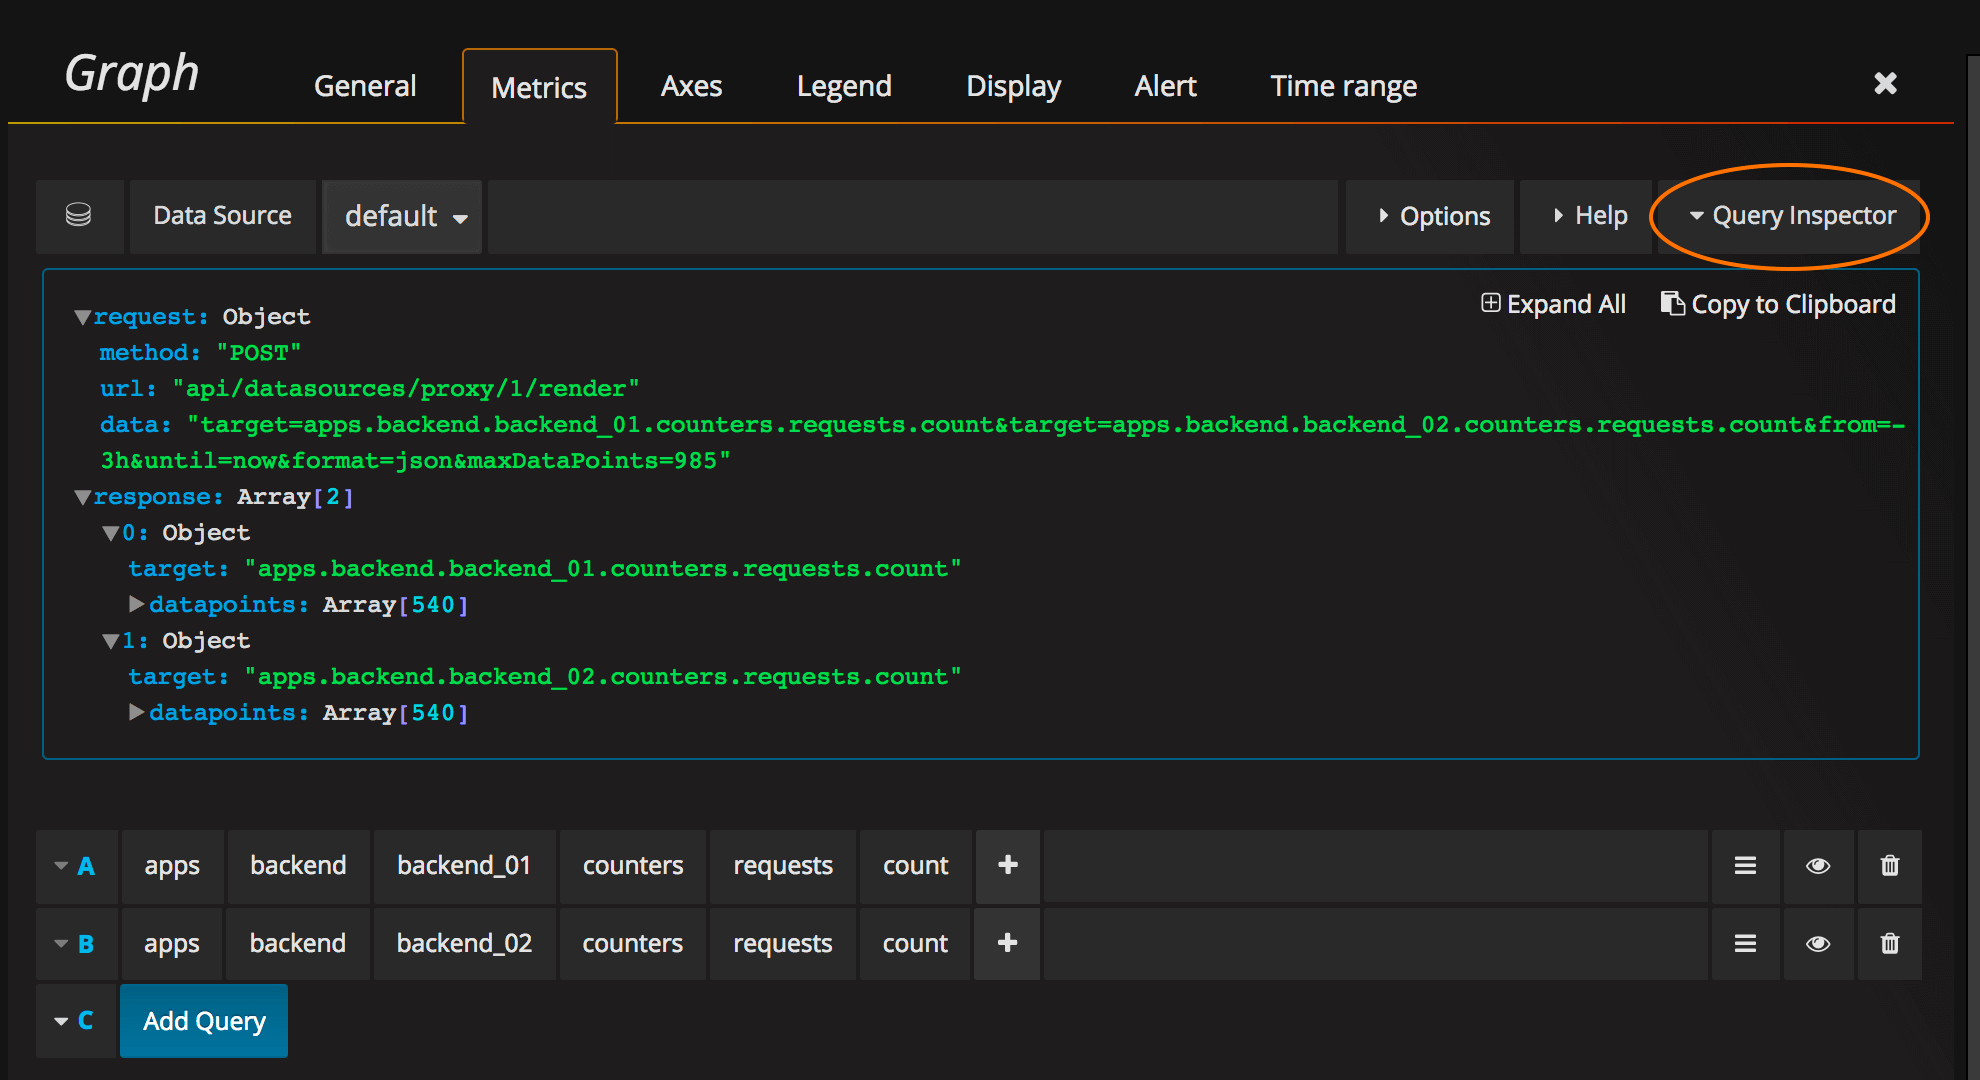 Graph General Metrics Axes Legend Display Alert Time range
Data Source default Options Help Query Inspector
Expand All Copy to Clipboard
request: Object
method: "POST"
url: "api/datasources/proxy/1/render"
data: "target=apps.backend.backend_01.counters.requests.count&target=apps.backend.backend_02.counters.requests.count&from=-
3h&until=now&format=json&maxDataPoints=985"
response: Array[2]
0: Object
target: "apps.backend.backend_01.counters.requests.count"
datapoints: Array[540]
1: Object
target: "apps.backend.backend_02.counters.requests.count"
datapoints: Array[540]
A apps backend backend_01 counters requests count +
B apps backend backend_02 counters requests count +
C Add Query